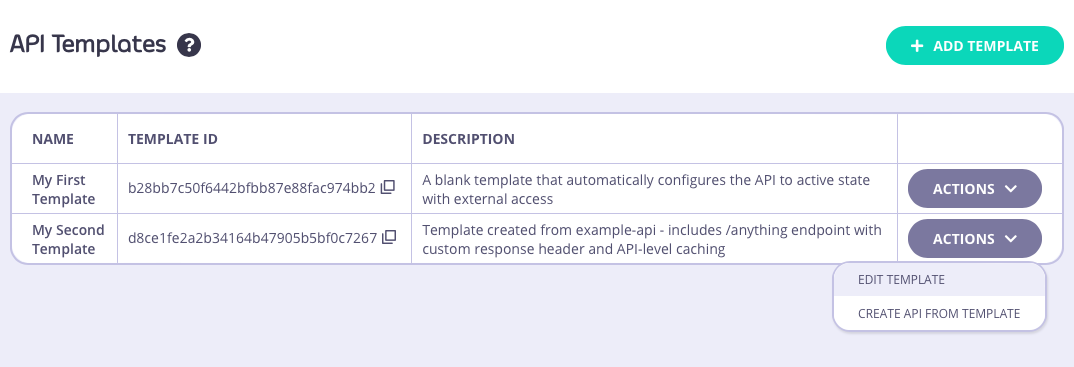 API Templates ?
+ ADD TEMPLATE
NAME TEMPLATE ID DESCRIPTION
My First
Template
b28bb7c50f6442bfbb87e88fac974bb2
A blank template that automatically configures the API to active state
with external access
ACTIONS
My Second
Template
d8ce1fe2a2b34164b47905b5bf0c7267
Template created from example-api - includes /anything endpoint with
custom response header and API-level caching
ACTIONS
EDIT TEMPLATE
CREATE API FROM TEMPLATE